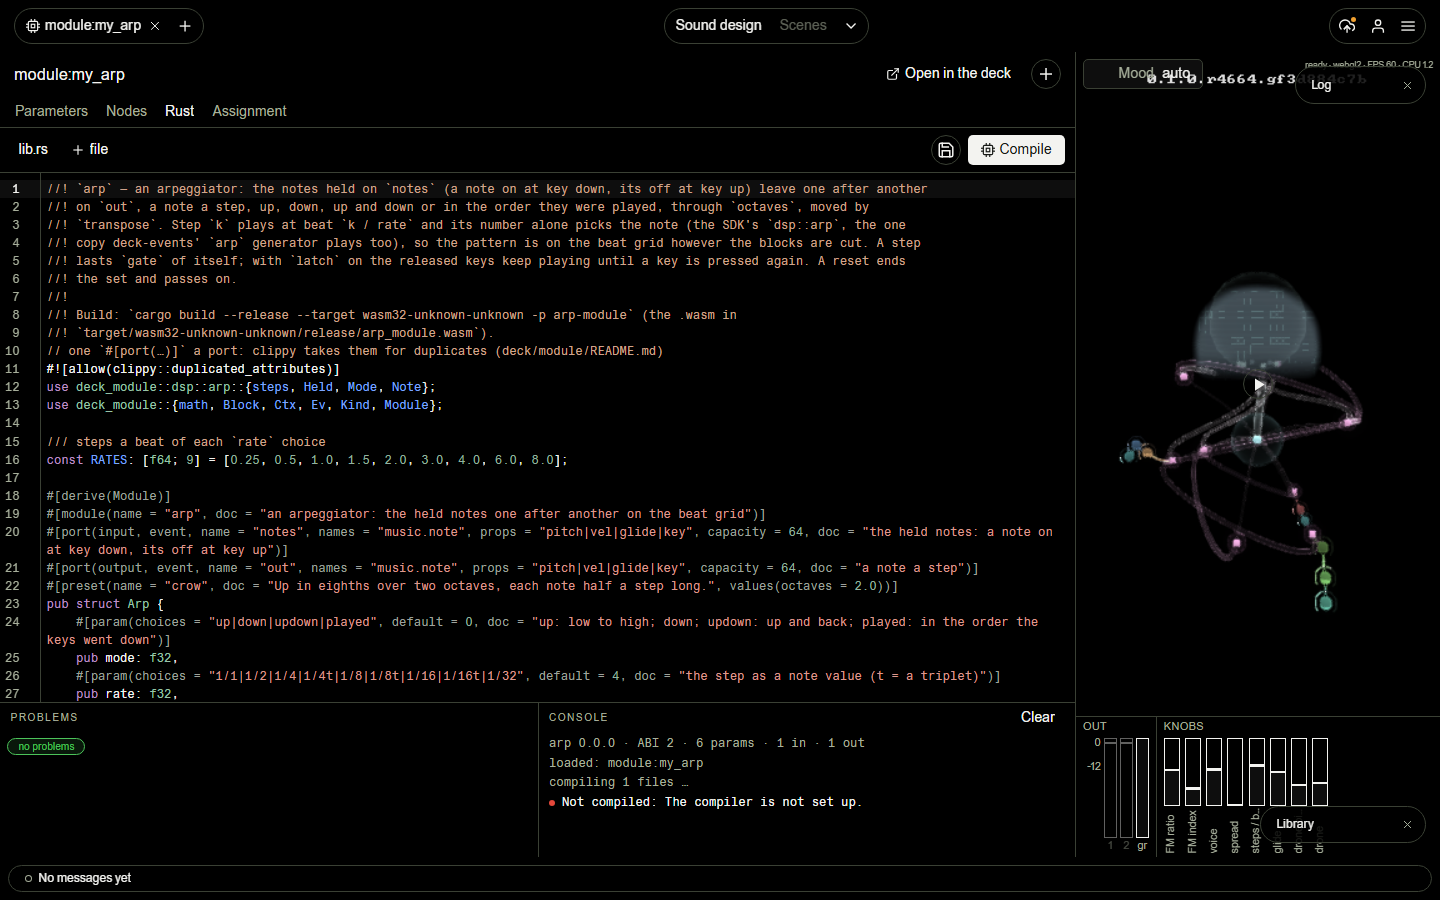 module:my_arp
Sound design Scenes
module:my_arp
Open in the deck
Mood auto
ready · webgl2 · FPS 60 · CPU 1.2
Log
Parameters Nodes Rust Assignment
lib.rs + file
Compile
1 //! `arp` — an arpeggiator: the notes held on `notes` (a note on at key down, its off at key up) leave one after another
2 //! on `out`, a note a step, up, down, up and down or in the order they were played, through `octaves`, moved by
3 //! `transpose`. Step `k` plays at beat `k / rate` and its number alone picks the note (the SDK's `dsp::arp`, the one
4 //! copy deck-events' `arp` generator plays too), so the pattern is on the beat grid however the blocks are cut. A step
5 //! lasts `gate` of itself; with `latch` on the released keys keep playing until a key is pressed again. A reset ends
6 //! the set and passes on.
7 //!
8 //! Build: `cargo build --release --target wasm32-unknown-unknown -p arp-module` (the .wasm in
9 //! `target/wasm32-unknown-unknown/release/arp_module.wasm`).
10 // one `#[port(…)]` a port: clippy takes them for duplicates (deck/module/README.md)
11 #![allow(clippy::duplicated_attributes)]
12 use deck_module::dsp::arp::{steps, Held, Mode, Note};
13 use deck_module::{math, Block, Ctx, Ev, Kind, Module};
14
15 /// steps a beat of each `rate` choice
16 const RATES: [f64; 9] = [0.25, 0.5, 1.0, 1.5, 2.0, 3.0, 4.0, 6.0, 8.0];
17
18 #[derive(Module)]
19 #[module(name = "arp", doc = "an arpeggiator: the held notes one after another on the beat grid")]
20 #[port(input, event, name = "notes", names = "music.note", props = "pitch|vel|glide|key", capacity = 64, doc = "the held notes: a note on
at key down, its off at key up")]
21 #[port(output, event, name = "out", names = "music.note", props = "pitch|vel|glide|key", capacity = 64, doc = "a note a step")]
22 #[preset(name = "crow", doc = "Up in eighths over two octaves, each note half a step long.", values(octaves = 2.0))]
23 pub struct Arp {
24 #[param(choices = "up|down|updown|played", default = 0, doc = "up: low to high; down; updown: up and back; played: in the order the
keys went down")]
25 pub mode: f32,
26 #[param(choices = "1/1|1/2|1/4|1/4t|1/8|1/8t|1/16|1/16t|1/32", default = 4, doc = "the step as a note value (t = a triplet)")]
27 pub rate: f32,
PROBLEMS
no problems
CONSOLE
Clear
arp 0.0.0 · ABI 2 · 6 params · 1 in · 1 out
loaded: module:my_arp
compiling 1 files …
Not compiled: The compiler is not set up.
OUT
0
-12
1 2 gr
KNOBS
FM ratio
FM index
voice
spread
steps / b…
Library
No messages yet